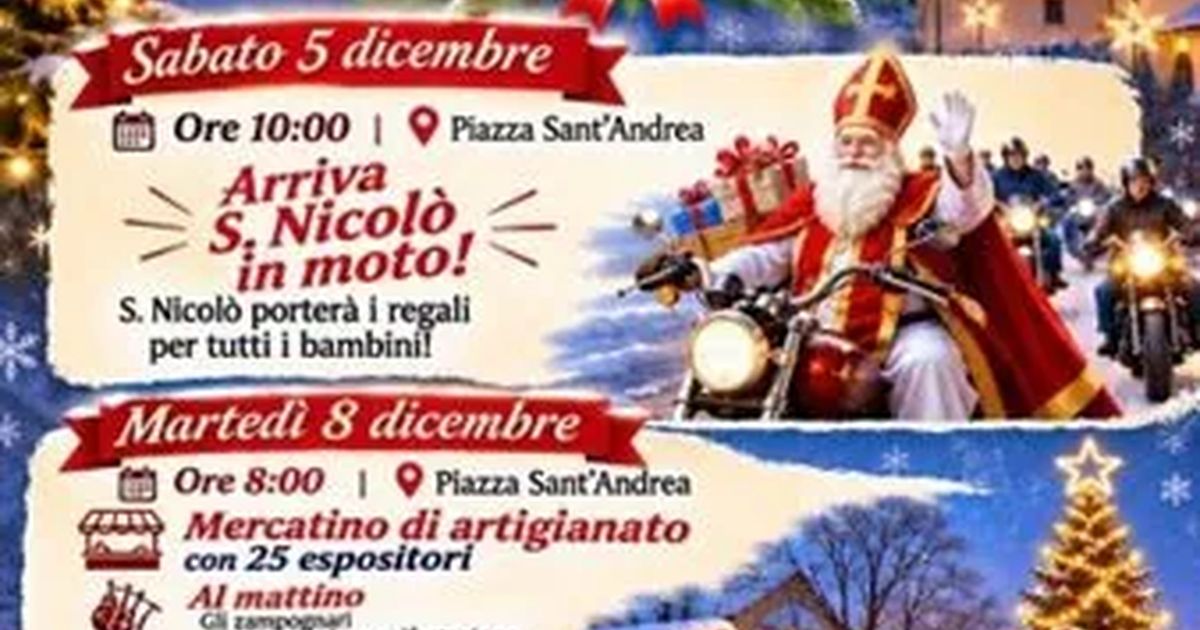 Sabato 5 dicembre
Ore 10:00 | Piazza Sant'Andrea
Arriva
S. Nicolò
in moto!
S. Nicolò porterà i regali
per tutti i bambini!
Martedì 8 dicembre
Ore 8:00 | Piazza Sant'Andrea
Mercatino di artigianato
con 25 espositori
Al mattino
Gli zampognari